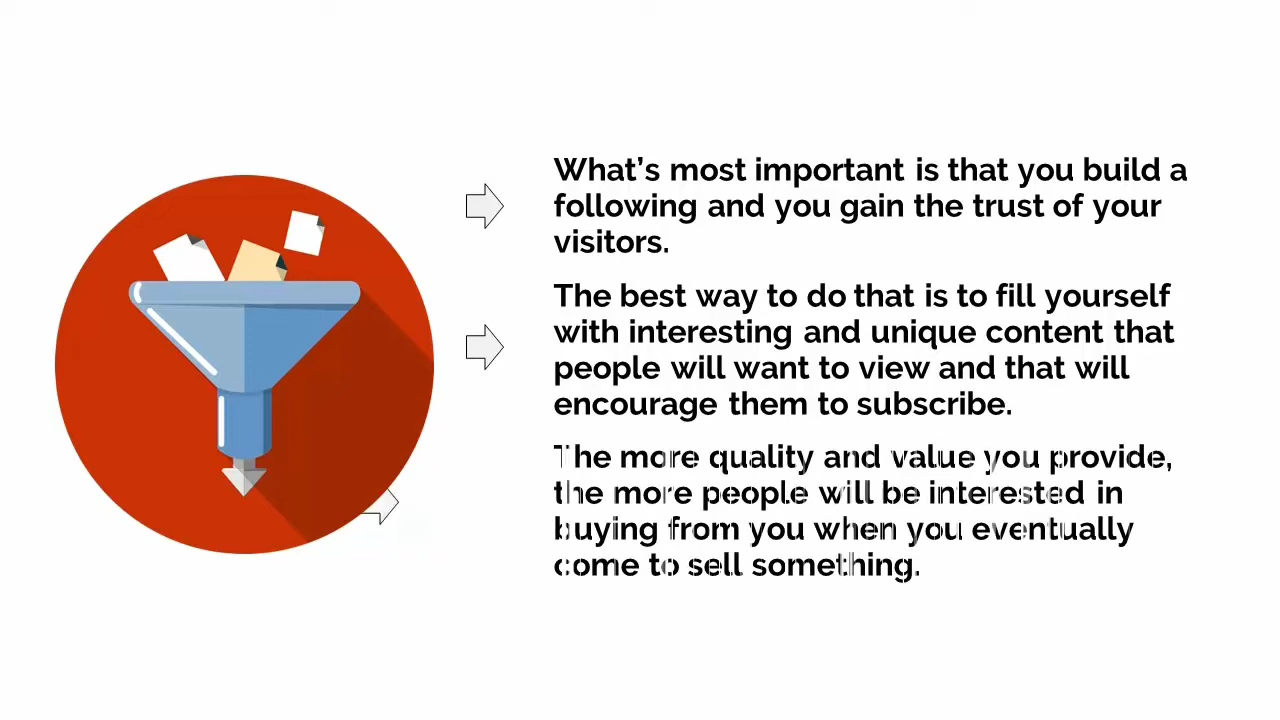 What’s most important is that you build a
following and you gain the trust of your
visitors.
The best way to do that is to fill yourself
with interesting and unique content that
people will want to view and that will
encourage them to subscribe.
The more quality and value you provide,
the more people will be interested in
buying from you when you eventually
come to sell something.